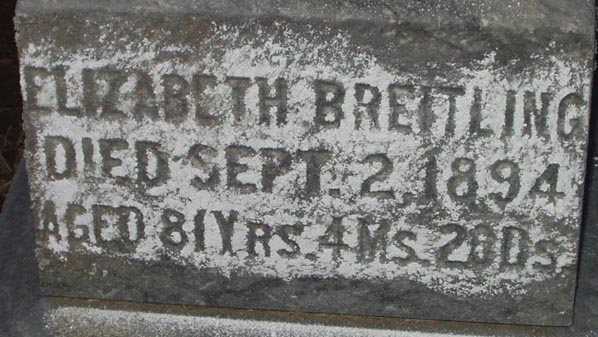 ELIZABETH BREITLING
DIED SEPT. 2, 1894
AGED 81 YRS. 4 MS. 20 DS